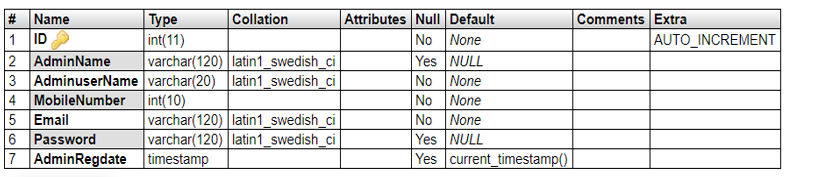 # Name Type Collation Attributes Null Default Comments Extra
1 ID int(11) No None AUTO_INCREMENT
2 AdminName varchar(120) latin1_swedish_ci Yes NULL
3 AdminuserName varchar(20) latin1_swedish_ci No None
4 MobileNumber int(10) No None
5 Email varchar(120) latin1_swedish_ci No None
6 Password varchar(120) latin1_swedish_ci Yes NULL
7 AdminRegdate timestamp Yes current_timestamp()